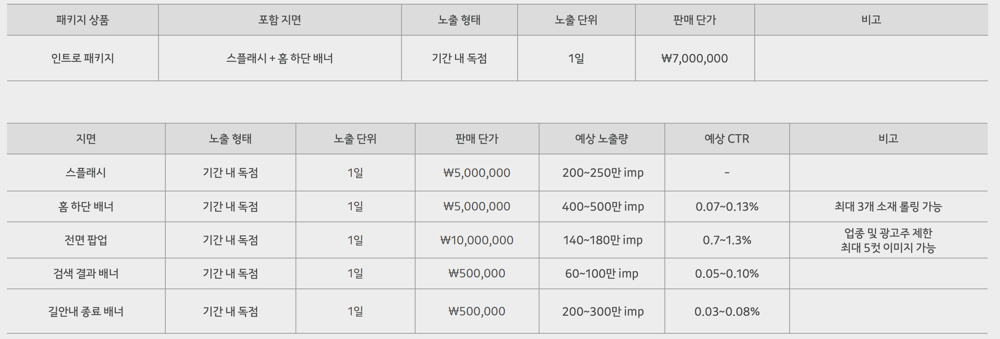 패키지 상품 포함 지면 노출 형태 노출 단위 판매 단가 비고
인트로 패키지 스플래시 + 홈 하단 배너 기간 내 독점 1일 ₩7,000,000
지면 노출 형태 노출 단위 판매 단가 예상 노출량 예상 CTR 비고
스플래시 기간 내 독점 1일 ₩5,000,000 200~250만 imp -
홈 하단 배너 기간 내 독점 1일 ₩5,000,000 400~500만 imp 0.07~0.13% 최대 3개 소재 롤링 가능
전면 팝업 기간 내 독점 1일 ₩10,000,000 140~180만 imp 0.7~1.3% 업종 및 광고주 제한
최대 5컷 이미지 가능
검색 결과 배너 기간 내 독점 1일 ₩500,000 60~100만 imp 0.05~0.10%
길안내 종료 배너 기간 내 독점 1일 ₩500,000 200~300만 imp 0.03~0.08%